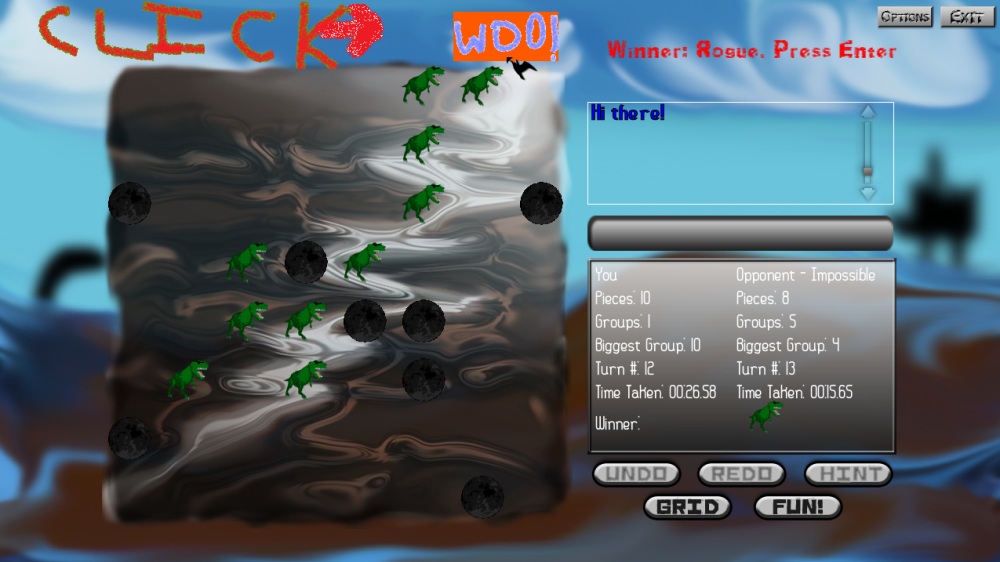 CLICK
WDO!
Options
Exit
Winner: Rogue. Press Enter
Hi there!
You
Opponent - Impossible
Pieces: 10
Pieces: 8
Groups: 1
Groups: 5
Biggest Group: 10
Biggest Group: 4
Turn #: 12
Turn #: 13
Time Taken: 00:26.58
Time Taken: 00:15.65
Winner:
UNDO
REDO
HINT
GRID
FUN!